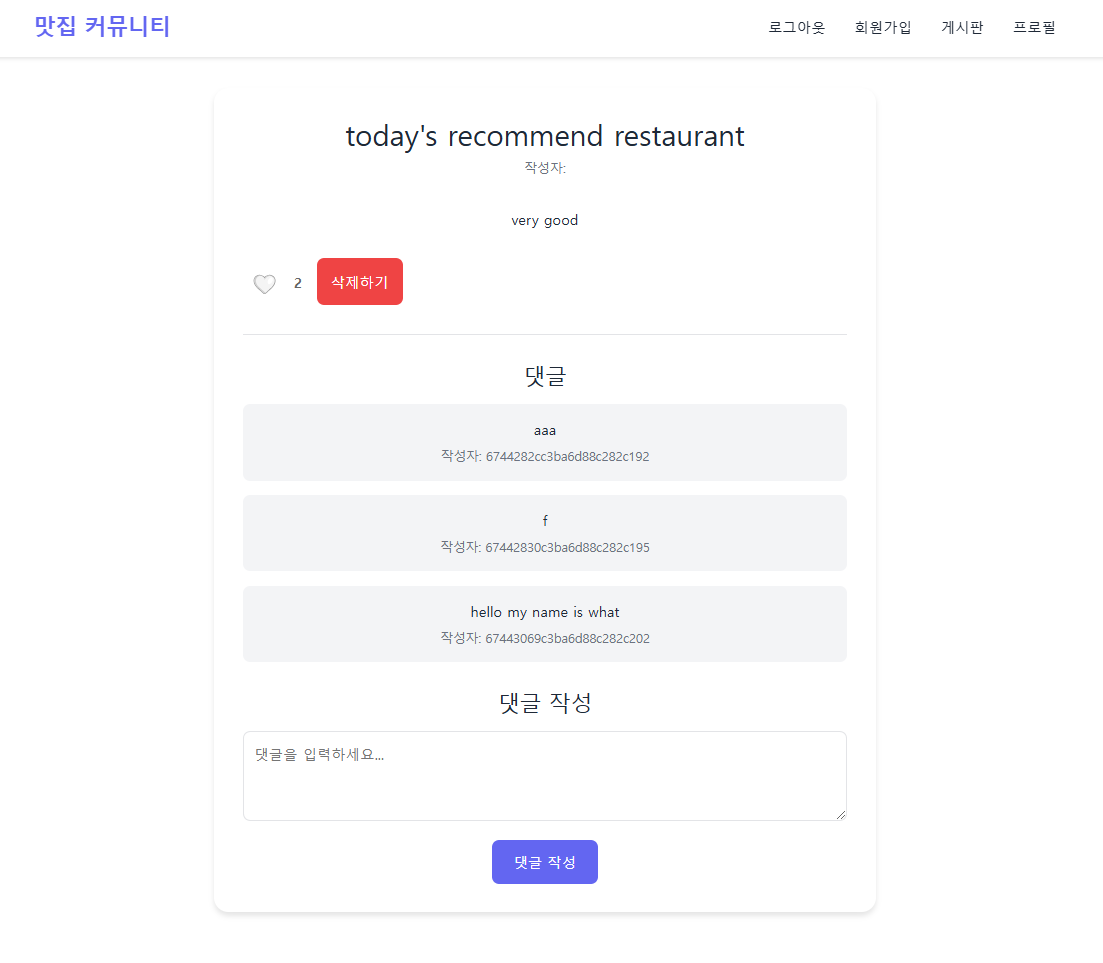 맛집 커뮤니티
로그아웃 회원가입 게시판 프로필
today's recommend restaurant
작성자:
very good
2 삭제하기
댓글
aaa
작성자: 6744282cc3ba6d88c282c192
f
작성자: 67442830c3ba6d88c282c195
hello my name is what
작성자: 67443069c3ba6d88c282c202
댓글 작성
댓글을 입력하세요...
댓글 작성